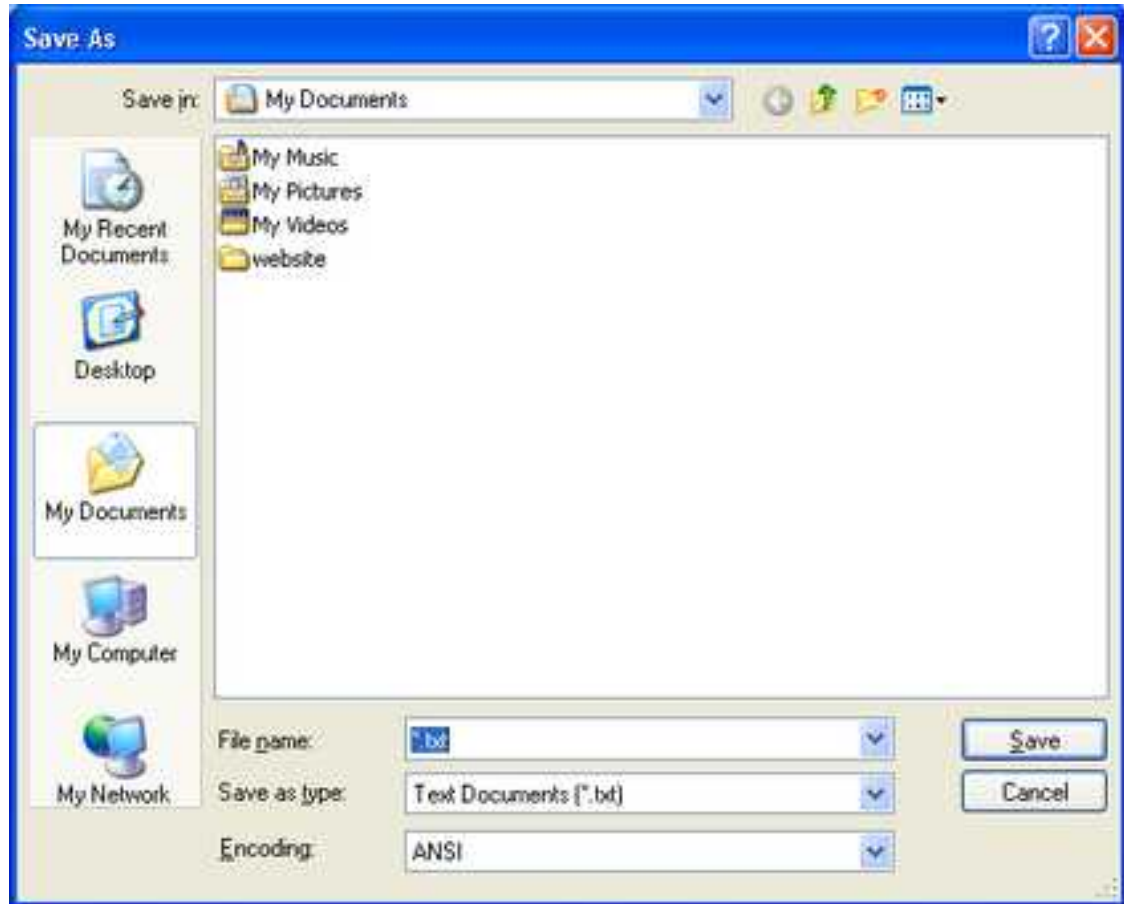 Save As
Save in:
My Documents
My Recent
Documents
Desktop
My Documents
My Computer
My Network
My Music
My Pictures
My Videos
website
File name:
*.txt
Save
Save as type:
Text Documents (*.txt)
Cancel
Encoding:
ANSI